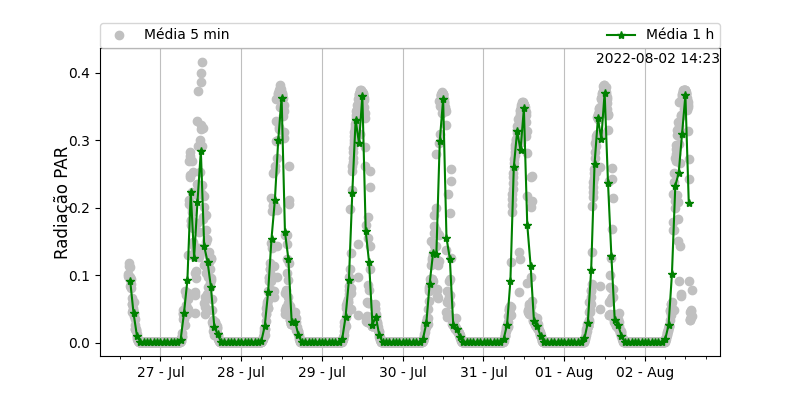 Média 5 min
Média 1 h
2022-08-02 14:23
Radiação PAR
0.4
0.3
0.2
0.1
0.0
27 - Jul
28 - Jul
29 - Jul
30 - Jul
31 - Jul
01 - Aug
02 - Aug